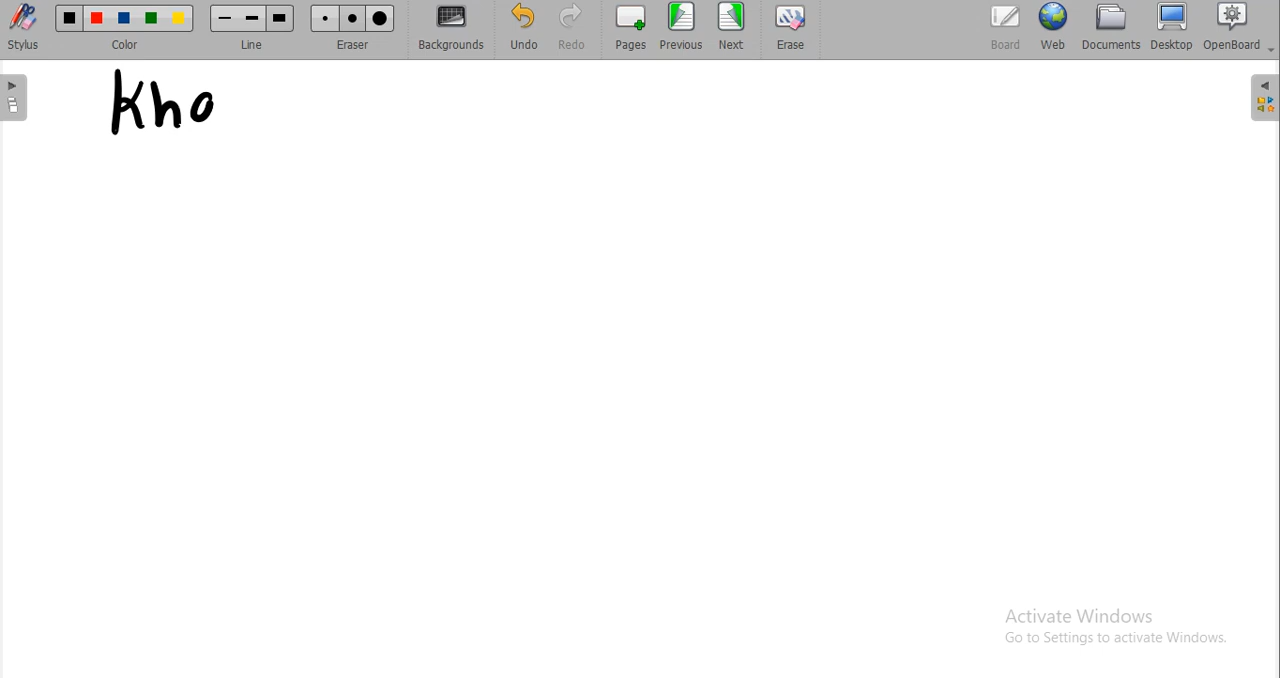 Stylus Color Line Eraser Backgrounds Undo Redo Pages Previous Next Erase Board Web Documents Desktop OpenBoard
Kho
Activate Windows
Go to Settings to activate Windows.